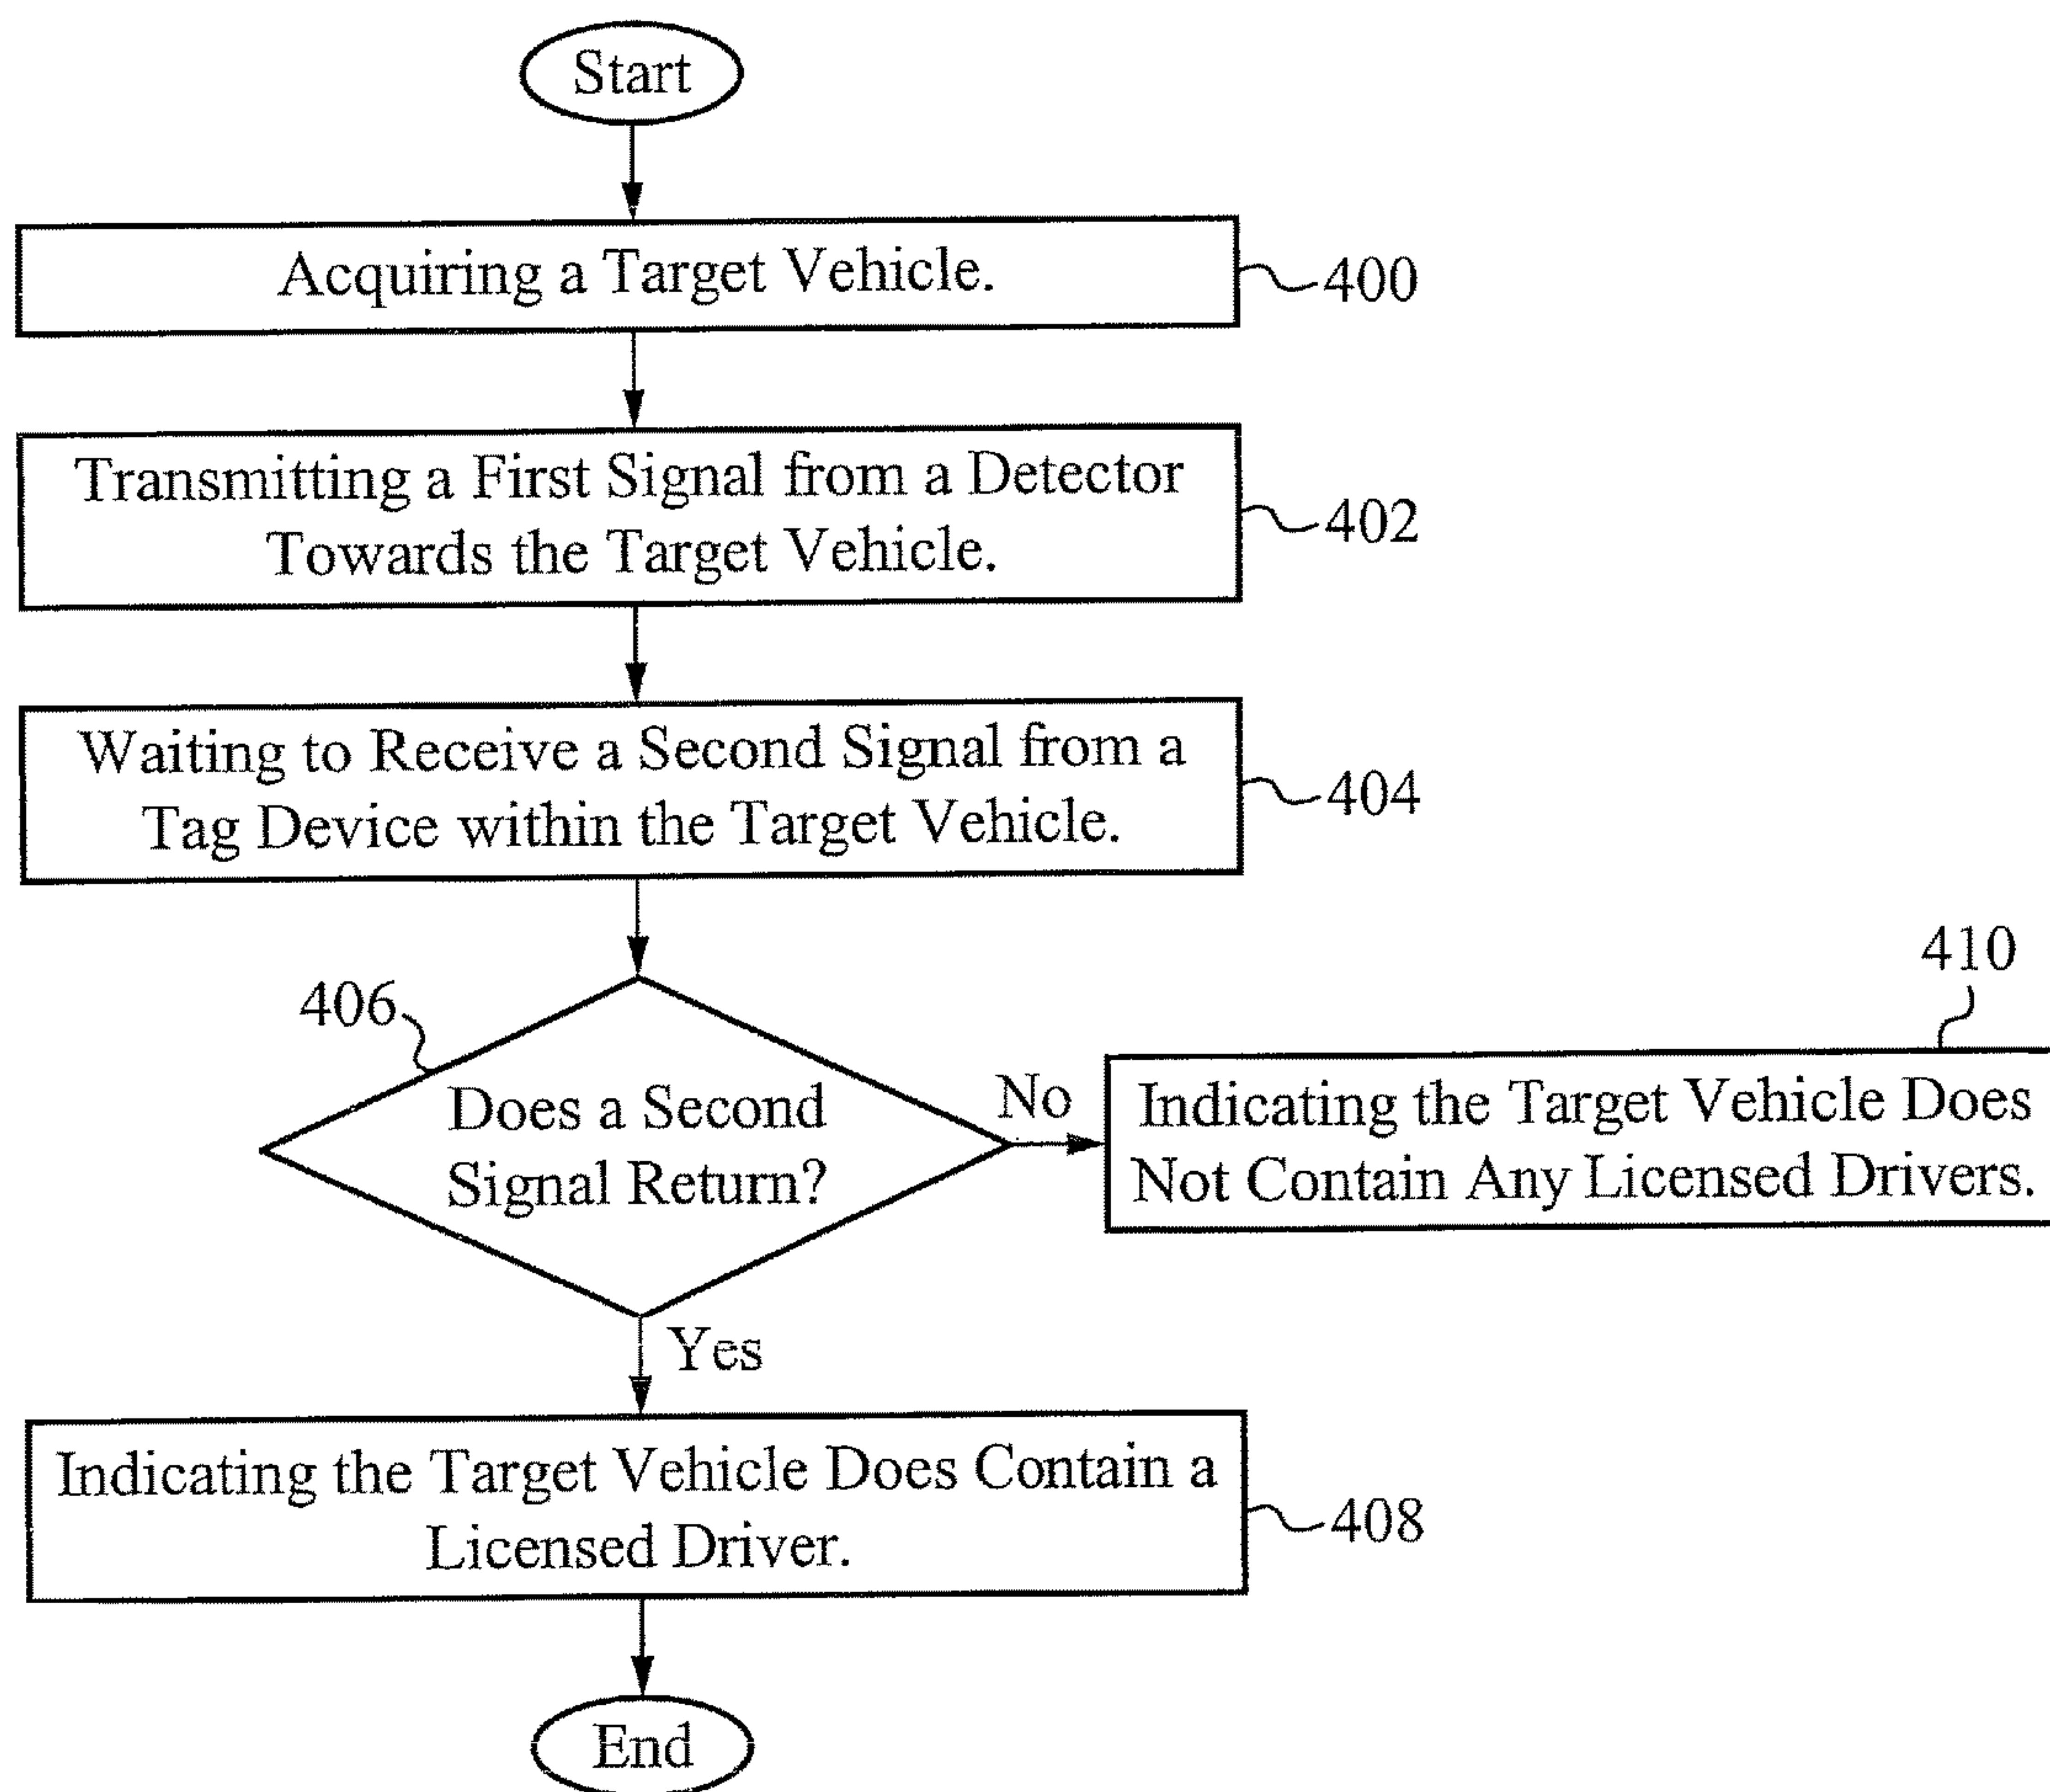 Start
Acquiring a Target Vehicle.
400
Transmitting a First Signal from a Detector
Towards the Target Vehicle.
402
Waiting to Receive a Second Signal from a
Tag Device within the Target Vehicle.
404
406
Does a Second
Signal Return?
No
410
Indicating the Target Vehicle Does
Not Contain Any Licensed Drivers.
Yes
Indicating the Target Vehicle Does Contain a
Licensed Driver.
408
End